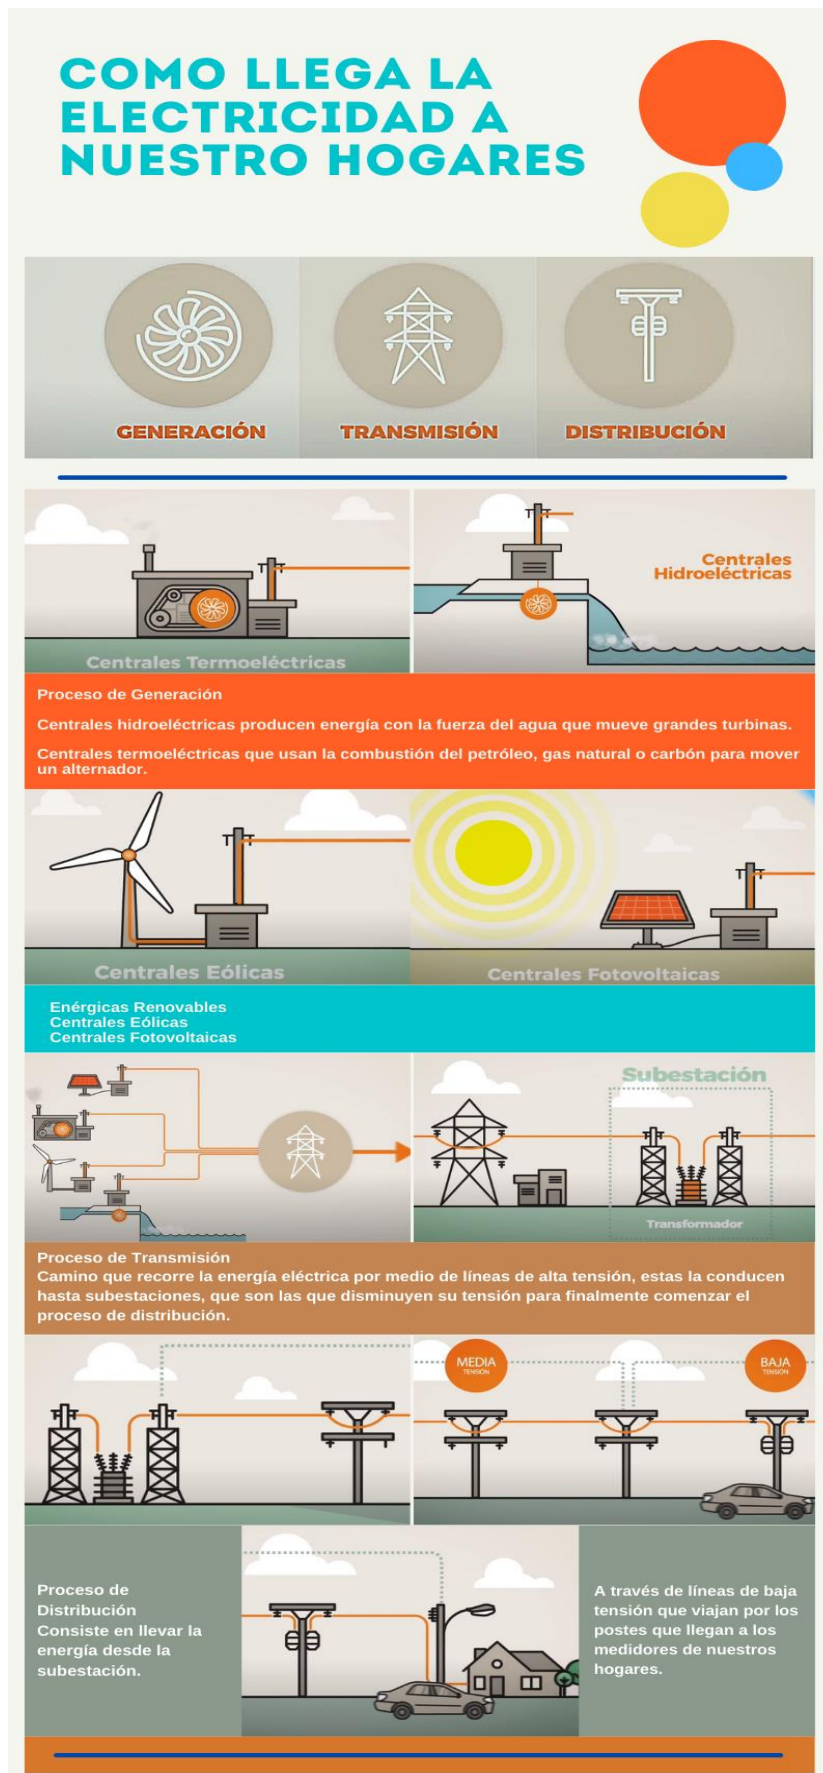 COMO LLEGA LA
ELECTRICIDAD A
NUESTRO HOGARES
GENERACIÓN
TRANSMISIÓN
DISTRIBUCIÓN
Centrales Termoeléctricas
Centrales
Hidroeléctricas
Proceso de Generación
Centrales hidroeléctricas producen energía con la fuerza del agua que mueve grandes turbinas.
Centrales termoeléctricas que usan la combustión del petróleo, gas natural o carbón para mover
un alternador.
Centrales Eólicas
Centrales Fotovoltaicas
Enérgicas Renovables
Centrales Eólicas
Centrales Fotovoltaicas
Subestación
Transformador
Proceso de Transmisión
Camino que recorre la energía eléctrica por medio de líneas de alta tensión, estas la conducen
hasta subestaciones, que son las que disminuyen su tensión para finalmente comenzar el
proceso de distribución.
MEDIA
TENSIÓN
BAJA
TENSIÓN
Proceso de
Distribución
Consiste en llevar la
energía desde la
subestación.
A través de líneas de baja
tensión que viajan por los
postes que llegan a los
medidores de nuestros
hogares.